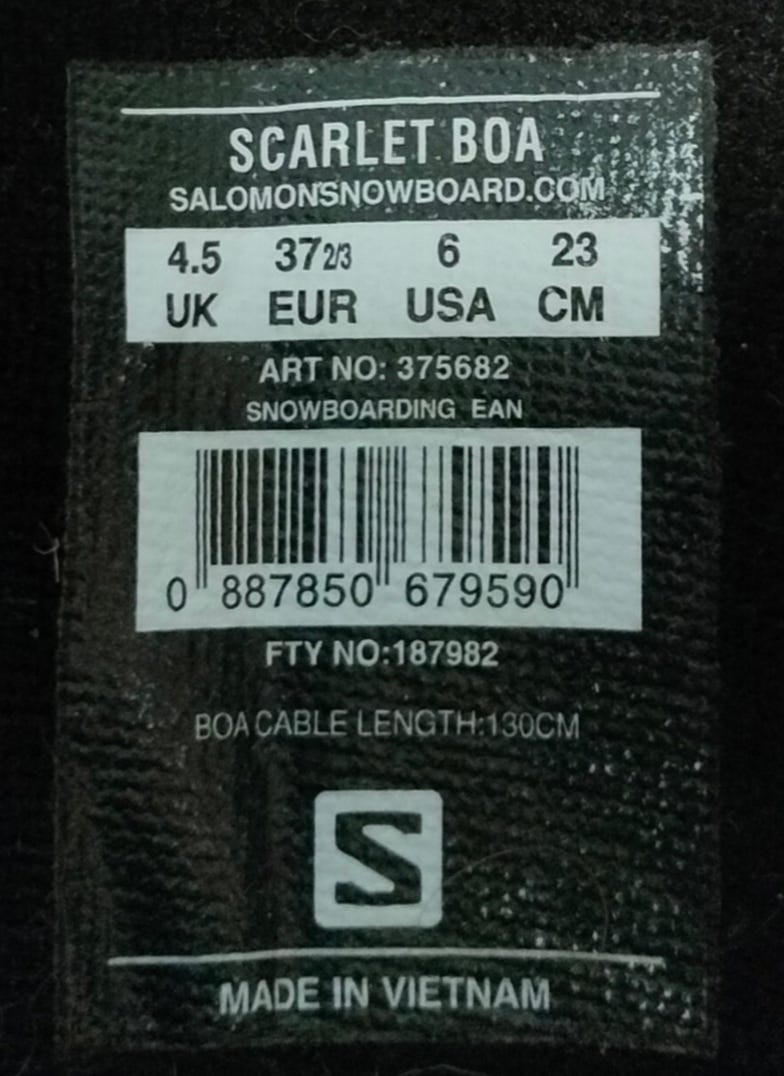 SCARLET BOA
SALOMONSNOWBOARD.COM
4.5 37 2/3 6 23
UK EUR USA CM
ART NO: 375682
SNOWBOARDING EAN
0 887850 679590
FTY NO:187982
BOA CABLE LENGTH:130CM
S
MADE IN VIETNAM